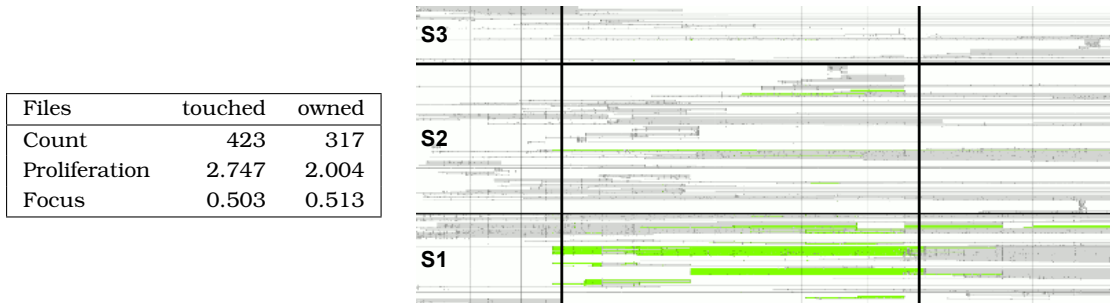 Files touched owned
Count 423 317
Proliferation 2.747 2.004
Focus 0.503 0.513
S3
S2
S1